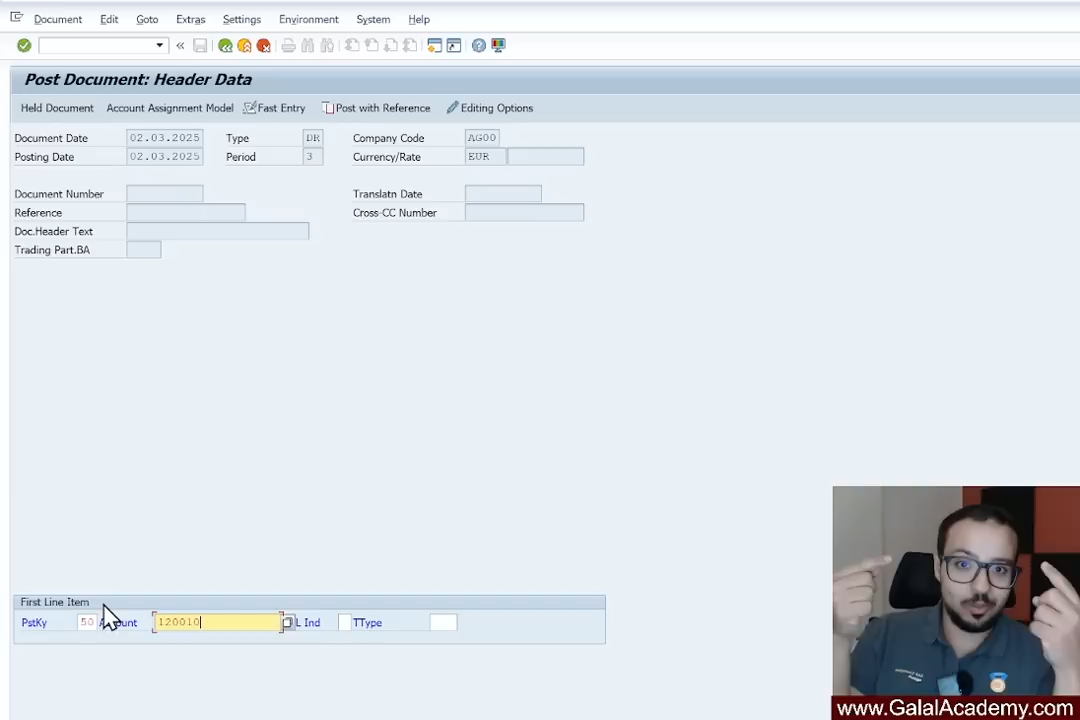 Document Edit Goto Extras Settings Environment System Help
Post Document: Header Data
Held Document Account Assignment Model Fast Entry Post with Reference Editing Options
Document Date 02.03.2025 Type DR Company Code AG00
Posting Date 02.03.2025 Period 3 Currency/Rate EUR
Document Number Translatn Date
Reference Cross-CC Number
Doc.Header Text
Trading Part.BA
First Line Item
PstKy 50 120010 L Ind TType
www.GalalAcademy.com